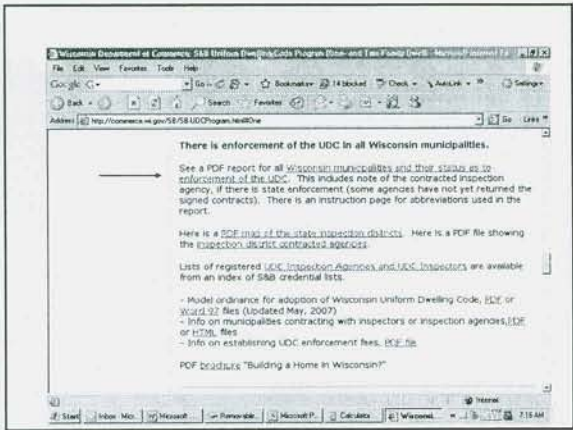 Wisconsin Department of Commerce, S&B Uniform Dwelling Code Program (One- and Two-Family Dwell - Microsoft Internet Ex
File Edit View Favorites Tools Help
Google G Go Bookmarks 14 blocked Check AutoLink Settings
Back Search Favorites
Address http://commerce.wi.gov/SB/SB-UDCProgram.html#One Go Links
There is enforcement of the UDC in all Wisconsin municipalities.
See a PDF report for all Wisconsin municipalities and their status as to
enforcement of the UDC. This includes note of the contracted inspection
agency, if there is state enforcement (some agencies have not yet returned the
signed contracts). There is an instruction page for abbreviations used in the
report.
Here is a PDF map of the state inspection districts. Here is a PDF file showing
the inspection district contracted agencies.
Lists of registered UDC Inspection Agencies and UDC Inspectors are available
from an index of S&B credential lists.
- Model ordinance for adoption of Wisconsin Uniform Dwelling Code, PDF or
Word 97 files (Updated May, 2007)
- Info on municipalities contracting with inspectors or inspection agencies, PDF
or HTML files
- Info on establishing UDC enforcement fees, PDF file
PDF brochure "Building a Home in Wisconsin?"
Internet
Start Inbox - Mic... Microsoft Removable... Microsoft P... Calculator Wisconsi... 7:16 AM